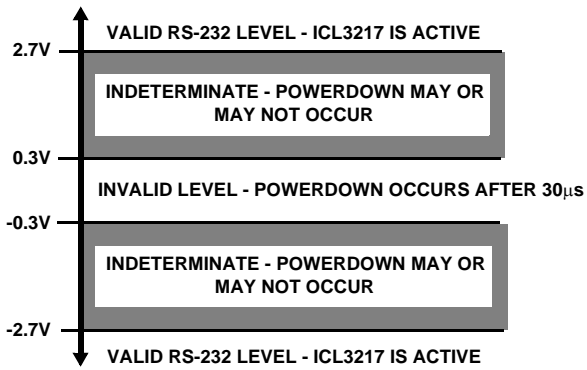 VALID RS-232 LEVEL - ICL3217 IS ACTIVE
2.7V
INDETERMINATE - POWERDOWN MAY OR
MAY NOT OCCUR
0.3V
INVALID LEVEL - POWERDOWN OCCURS AFTER 30μs
-0.3V
INDETERMINATE - POWERDOWN MAY OR
MAY NOT OCCUR
-2.7V
VALID RS-232 LEVEL - ICL3217 IS ACTIVE